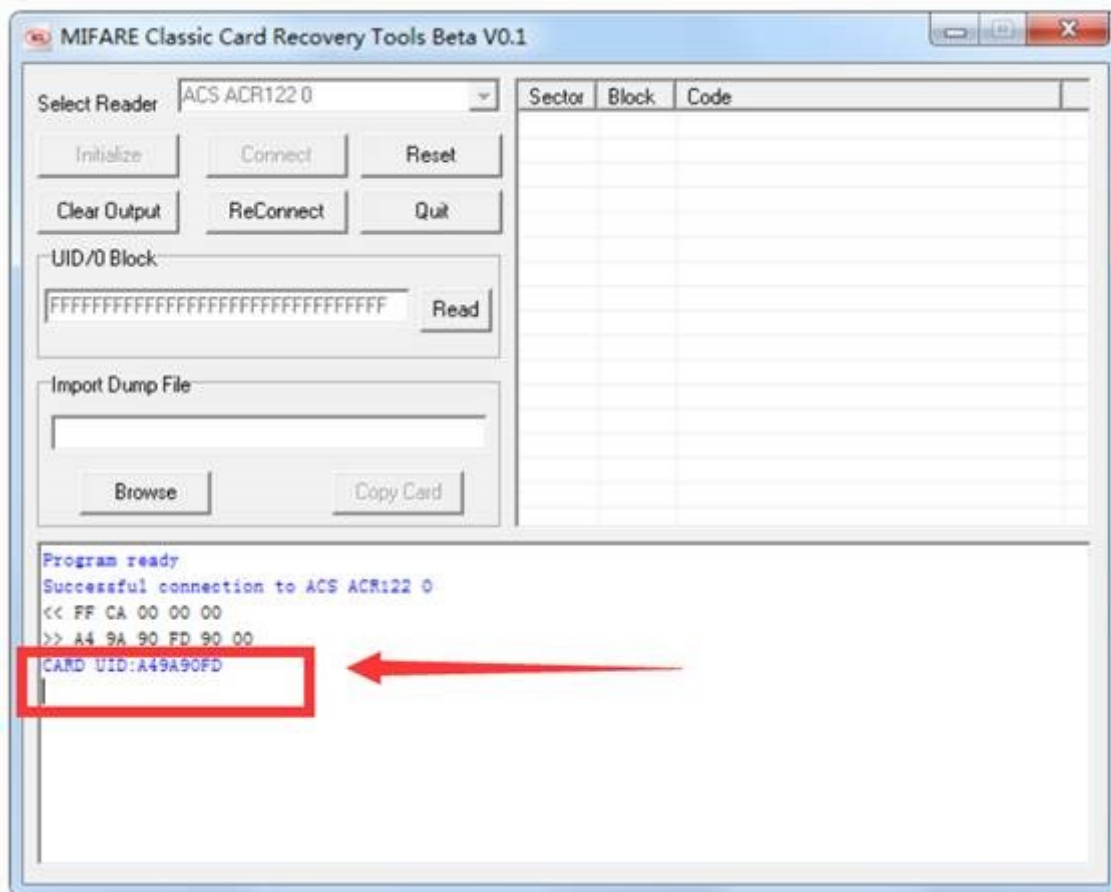 MIFARE Classic Card Recovery Tools Beta V0.1
Select Reader ACS ACR122 0
Initialize Connect Reset
Clear Output ReConnect Quit
UID/0 Block
FFFFFFFFFFFFFFFFFFFFFFFFFFFFFFFF Read
Import Dump File
Browse Copy Card
Sector Block Code
Program ready
Successful connection to ACS ACR122 0
<< FF CA 00 00 00
>> A4 9A 90 FD 90 00
CARD UID:A49A90FD